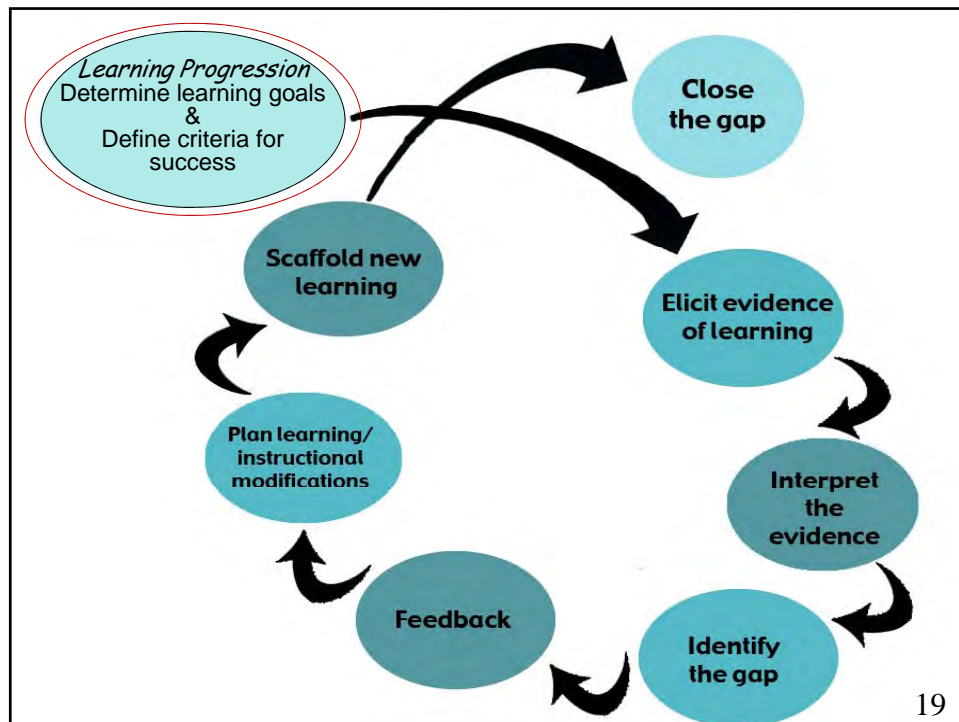 Learning Progression
Determine learning goals
&
Define criteria for
success
Close
the gap
Scaffold new
learning
Elicit evidence
of learning
Plan learning/
instructional
modifications
Interpret
the
evidence
Feedback
Identify
the gap
19